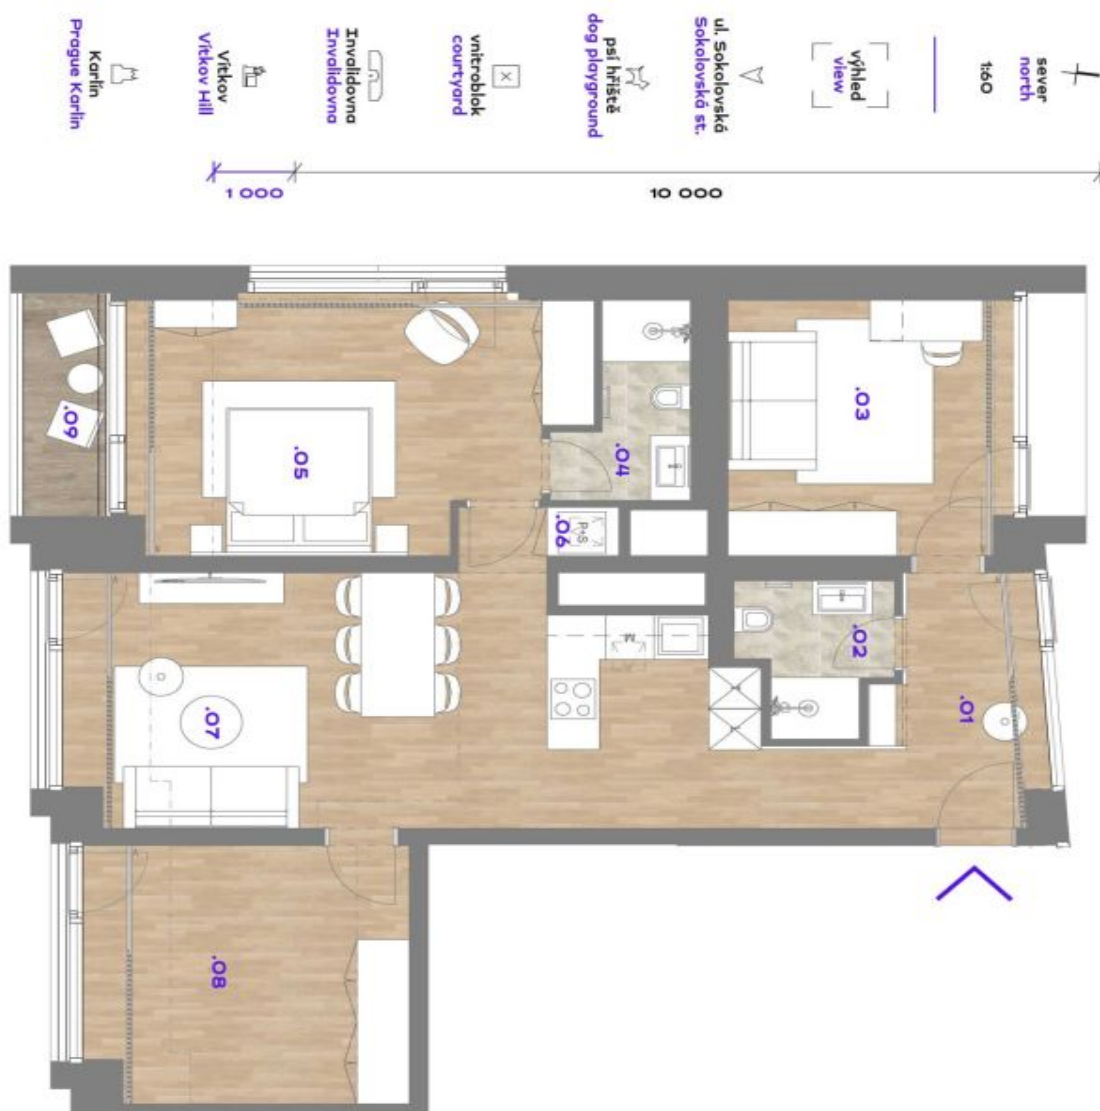 sever
north
1:60
výhled
view
ul. Sokolovská
Sokolovská st.
psí hřiště
dog playground
vnitroblok
courtyard
Invalidovna
Invalidovna
Vítkov
Vítkov Hill
Karlín
Prague Karlin
1 000
10 000
.01
.02
.03
.04
.05
.06
P+S
.07
M
.08
.09